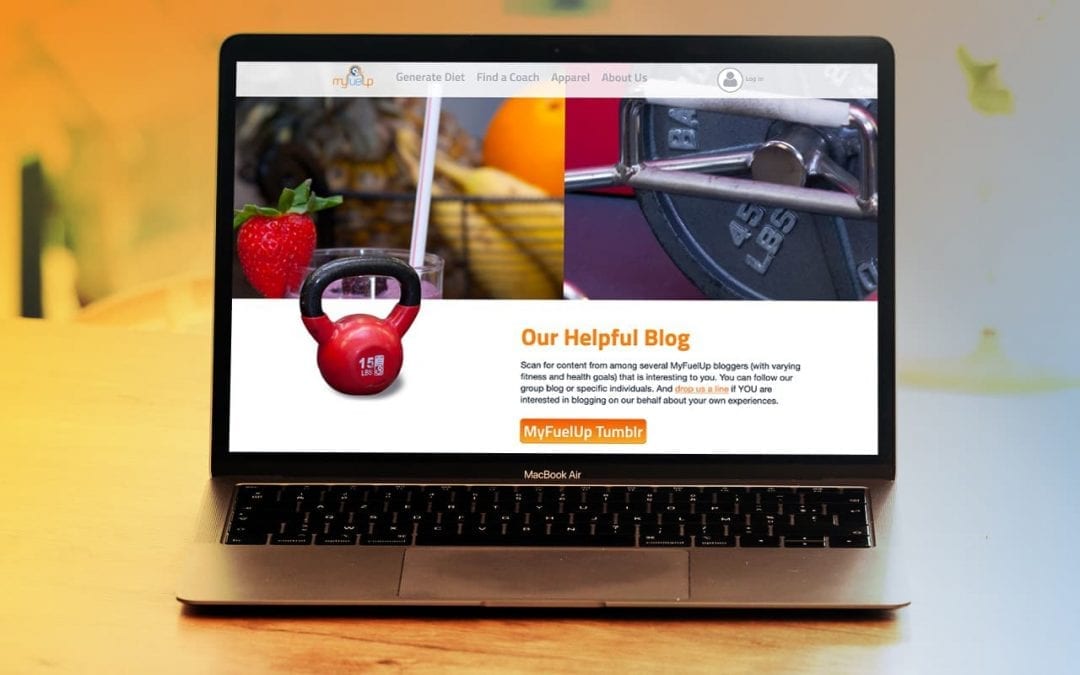 myfuelup
Generate Diet Find a Coach Apparel About Us
Log in
BA
45
LBS
15
LBS
Our Helpful Blog
Scan for content from among several MyFuelUp bloggers (with varying
fitness and health goals) that is interesting to you. You can follow our
group blog or specific individuals. And drop us a line if YOU are
interested in blogging on our behalf about your own experiences.
MyFuelUp Tumblr
MacBook Air